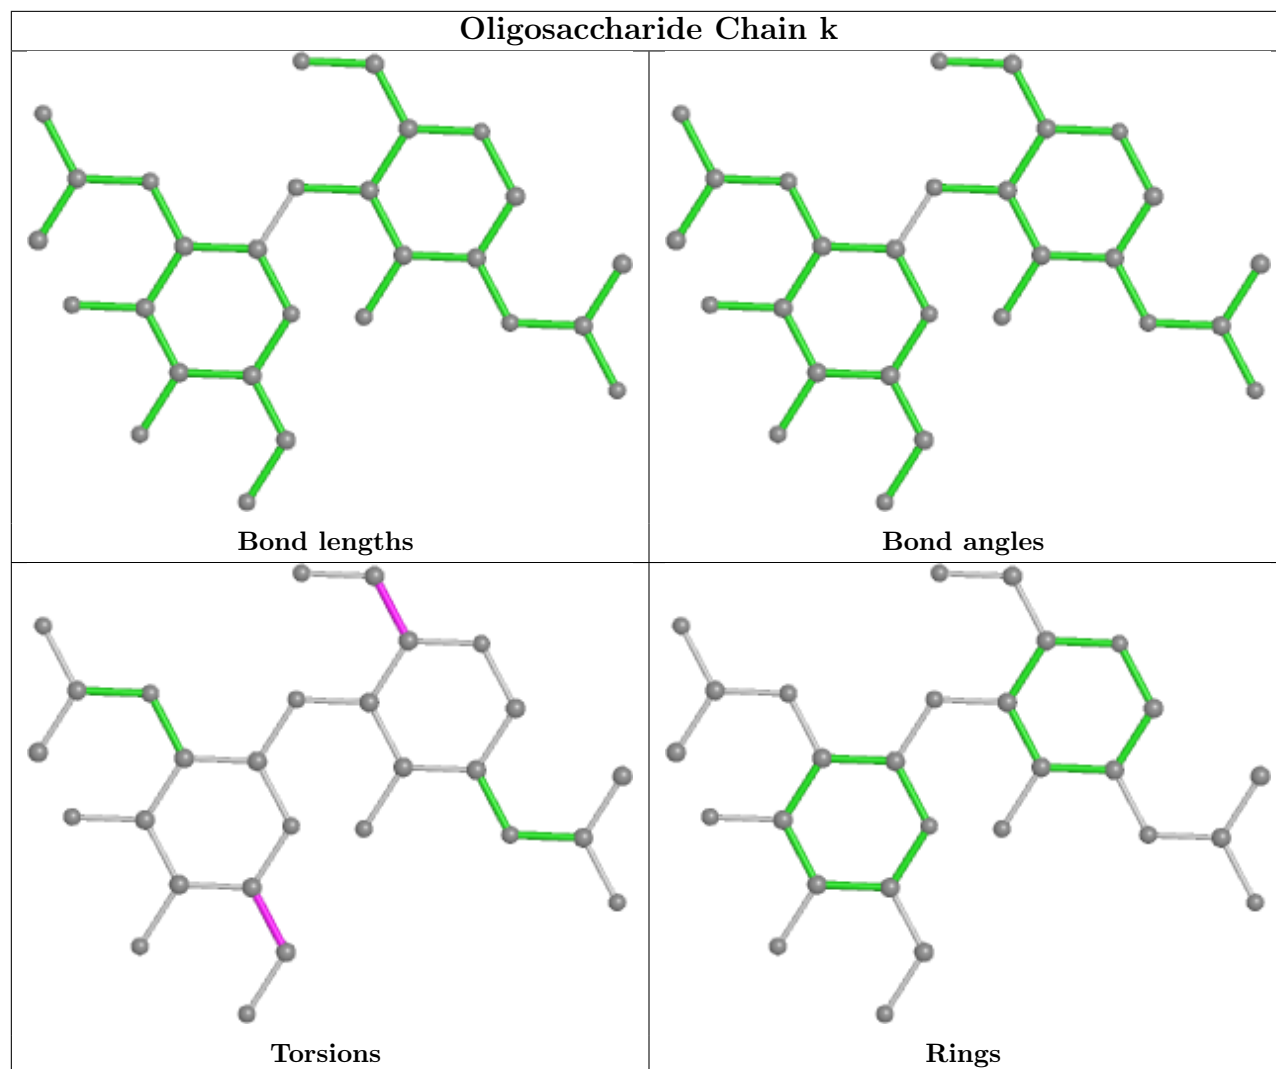 Oligosaccharide Chain k
Bond lengths
Bond angles
Torsions
Rings